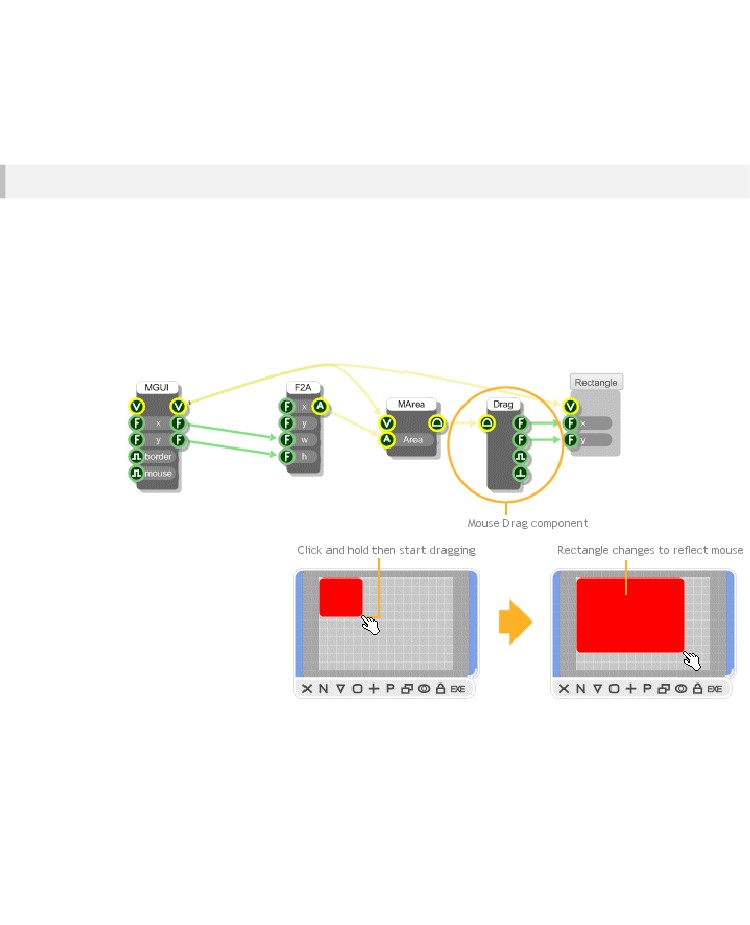 MGUI
F2A
Rectangle
MArea
Drag
V V
F x F
F y F
border
mouse
F x A
F y
F w
F h
V
A Area
F
F
V
F x
F y
Mouse Drag component
Click and hold then start dragging
Rectangle changes to reflect mouse
X N P EXE
X N P EXE